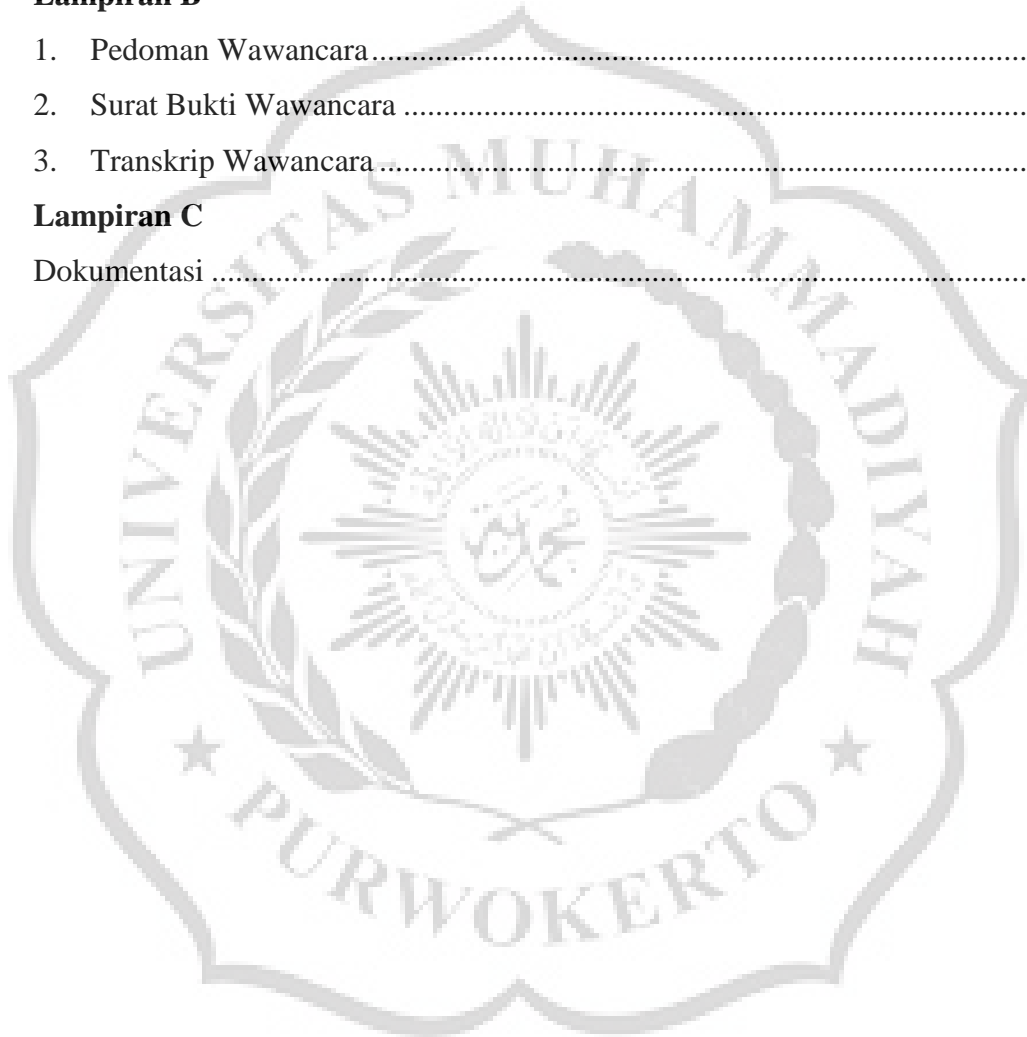 Lampiran B
1. Pedoman Wawancara ........................................................................
2. Surat Bukti Wawancara ....................................................................
3. Transkrip Wawancara ........................................................................
Lampiran C
Dokumentasi .............................................................................................
UNIVERSITAS MUHAMMADIYAH
★ PURWOKERTO ★